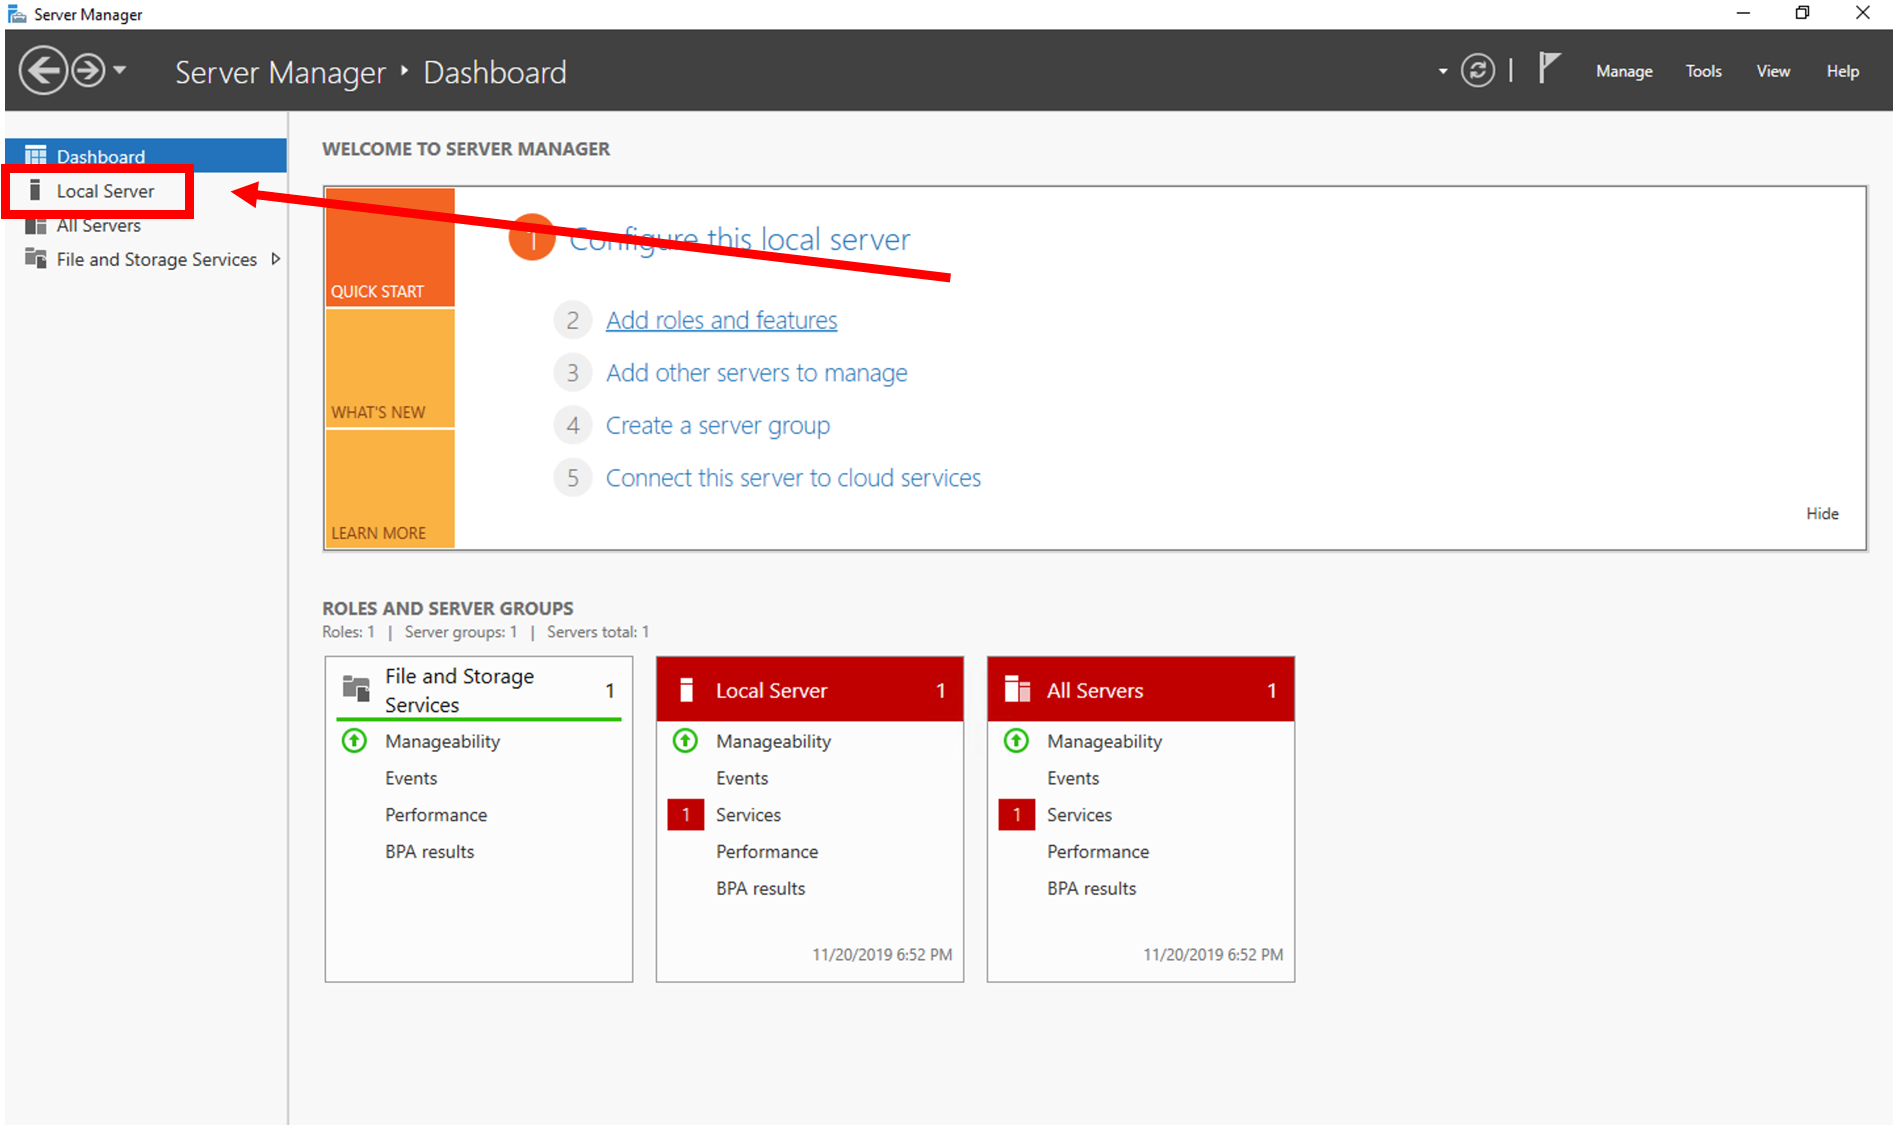 Server Manager
Server Manager ‣ Dashboard
Manage Tools View Help
Dashboard
Local Server
All Servers
File and Storage Services
WELCOME TO SERVER MANAGER
QUICK START
WHAT'S NEW
LEARN MORE
1 Configure this local server
2 Add roles and features
3 Add other servers to manage
4 Create a server group
5 Connect this server to cloud services
Hide
ROLES AND SERVER GROUPS
Roles: 1 | Server groups: 1 | Servers total: 1
File and Storage
Services 1
Manageability
Events
Performance
BPA results
Local Server 1
Manageability
Events
1 Services
Performance
BPA results
11/20/2019 6:52 PM
All Servers 1
Manageability
Events
1 Services
Performance
BPA results
11/20/2019 6:52 PM